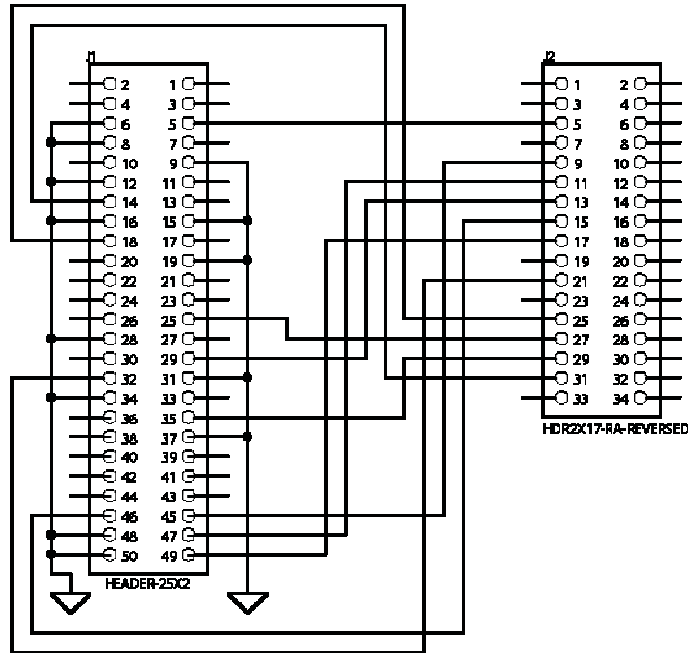 J1
J2
2 1 1 2
4 3 3 4
6 5 5 6
8 7 7 8
10 9 9 10
12 11 11 12
14 13 13 14
16 15 15 16
18 17 17 18
20 19 19 20
22 21 21 22
24 23 23 24
26 25 25 26
28 27 27 28
30 29 29 30
32 31 31 32
34 33 33 34
36 35
38 37
HDR2X17-RA-REVERSED
40 39
42 41
44 43
46 45
48 47
50 49
HEADER-25X2